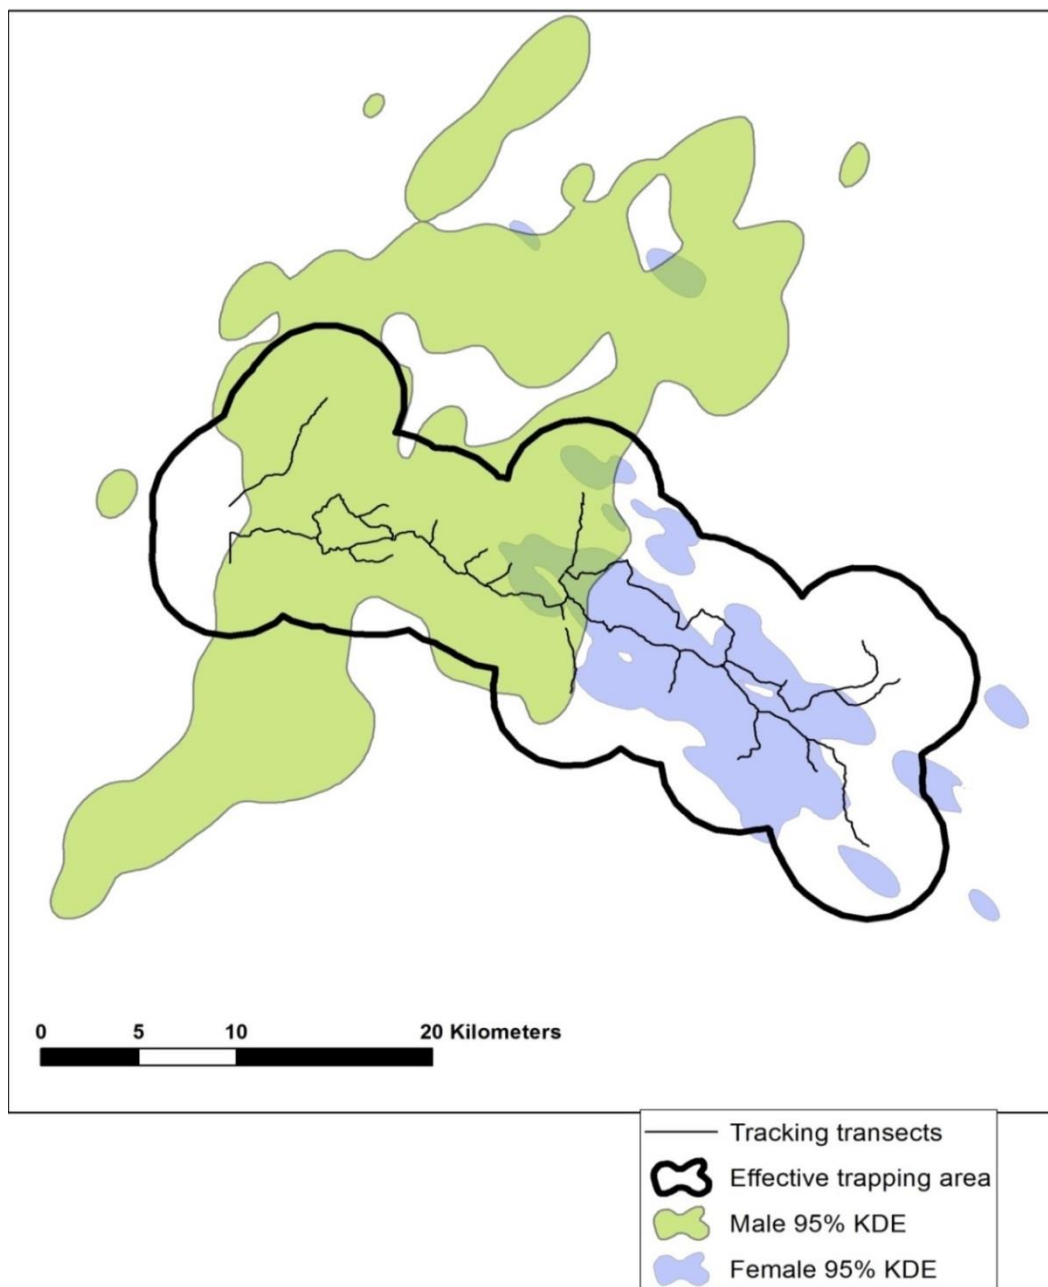 0 5 10 20 Kilometers
Tracking transects
Effective trapping area
Male 95% KDE
Female 95% KDE